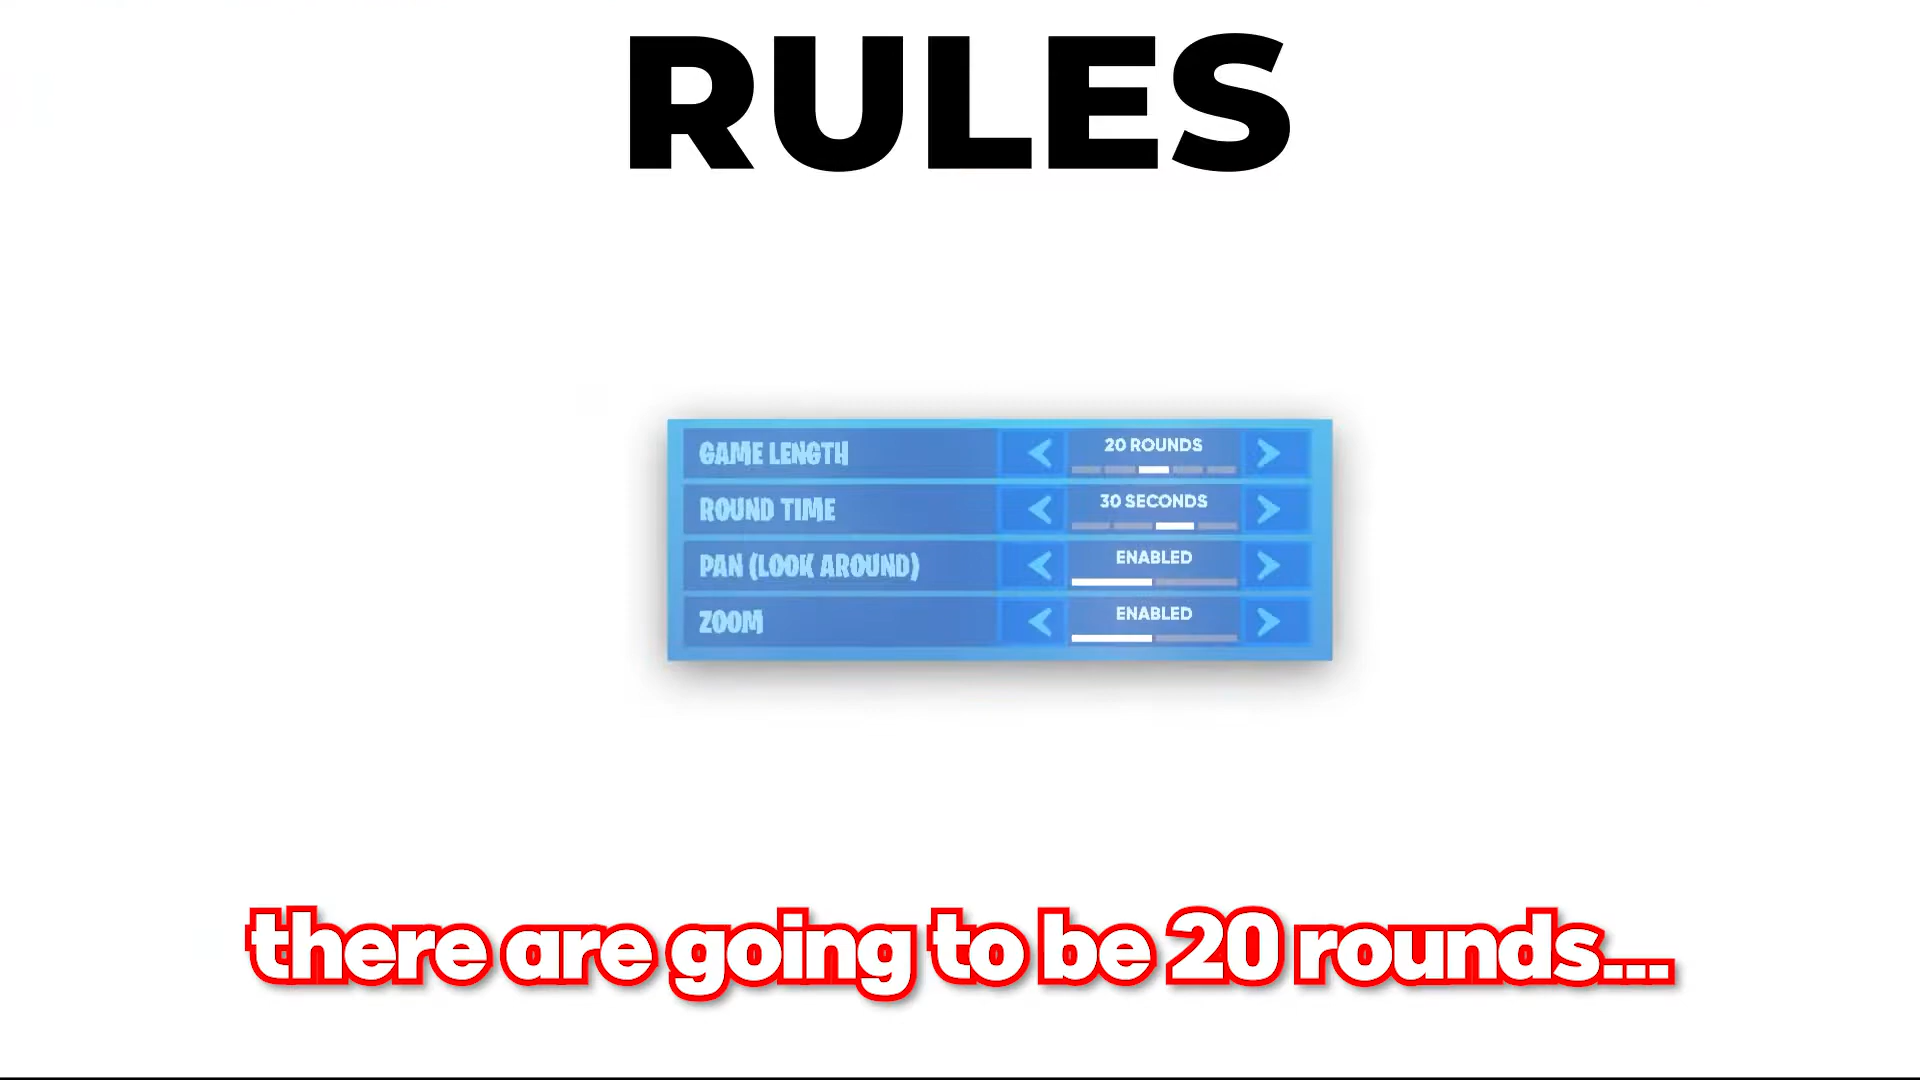 RULES
GAME LENGTH 20 ROUNDS
ROUND TIME 30 SECONDS
PAN (LOOK AROUND) ENABLED
ZOOM ENABLED
there are going to be 20 rounds...